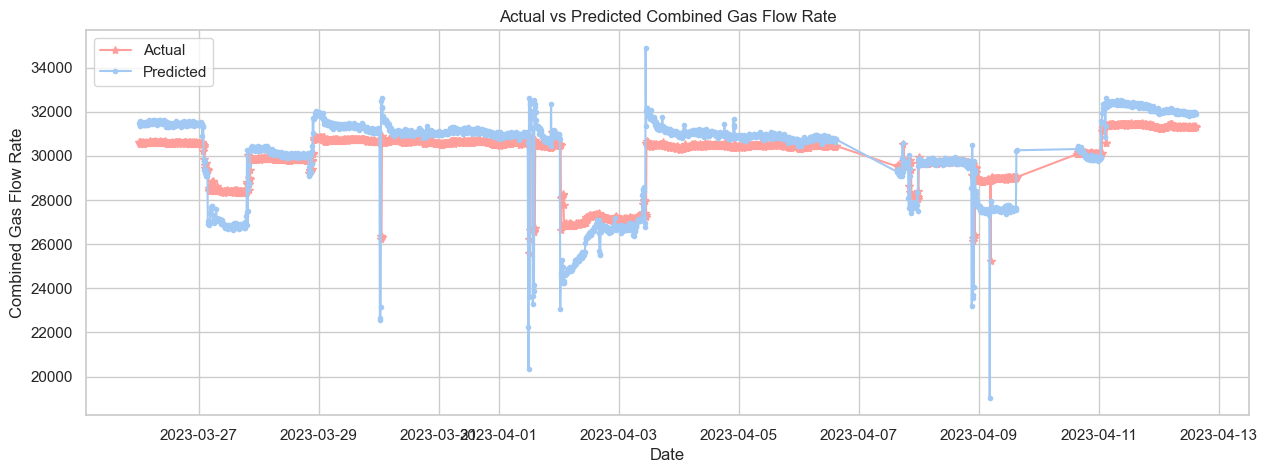 Actual vs Predicted Combined Gas Flow Rate
Actual
Predicted
Combined Gas Flow Rate
34000
32000
30000
28000
26000
24000
22000
20000
2023-03-27 2023-03-29 2023-03-31 2023-04-01 2023-04-03 2023-04-05 2023-04-07 2023-04-09 2023-04-11 2023-04-13
Date